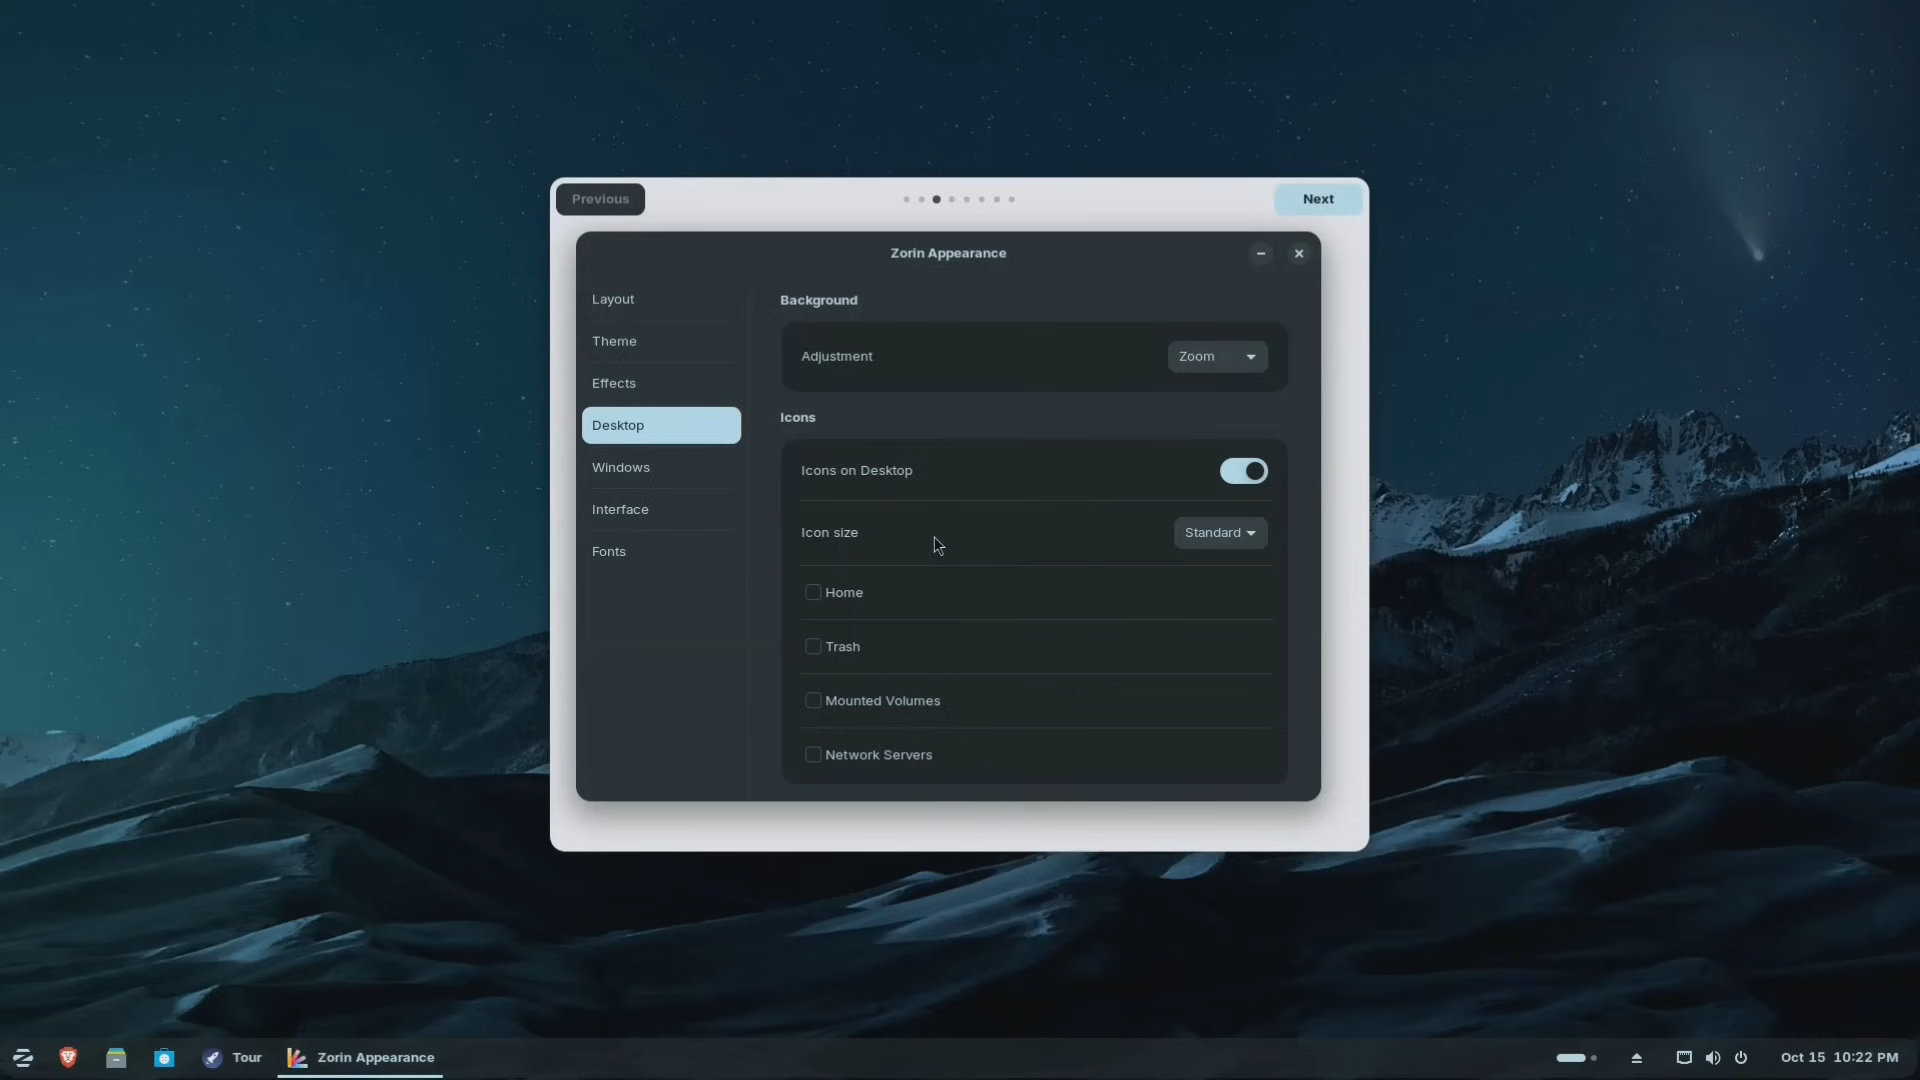 Previous
Next
Zorin Appearance
Layout
Theme
Effects
Desktop
Windows
Interface
Fonts
Background
Adjustment
Zoom
Icons
Icons on Desktop
Icon size
Standard
Home
Trash
Mounted Volumes
Network Servers
Tour
Zorin Appearance
Oct 15 10:22 PM